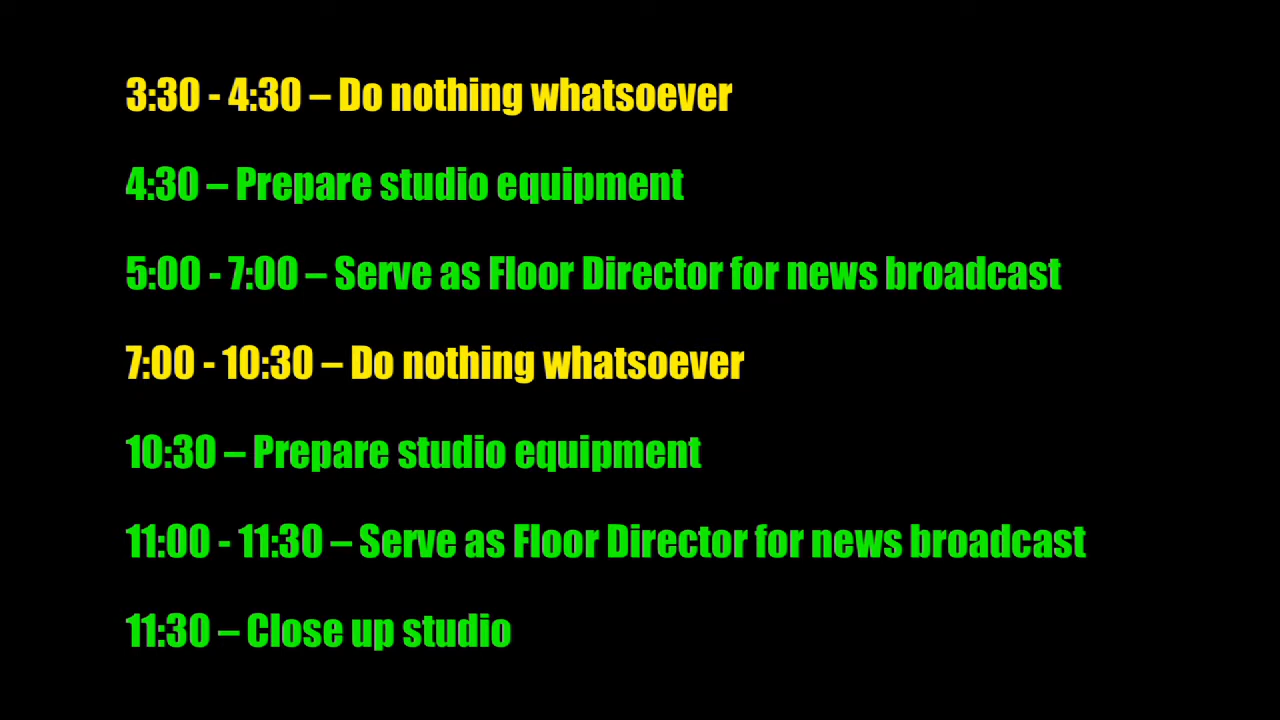 3:30 - 4:30 – Do nothing whatsoever
4:30 – Prepare studio equipment
5:00 - 7:00 – Serve as Floor Director for news broadcast
7:00 - 10:30 – Do nothing whatsoever
10:30 – Prepare studio equipment
11:00 - 11:30 – Serve as Floor Director for news broadcast
11:30 – Close up studio